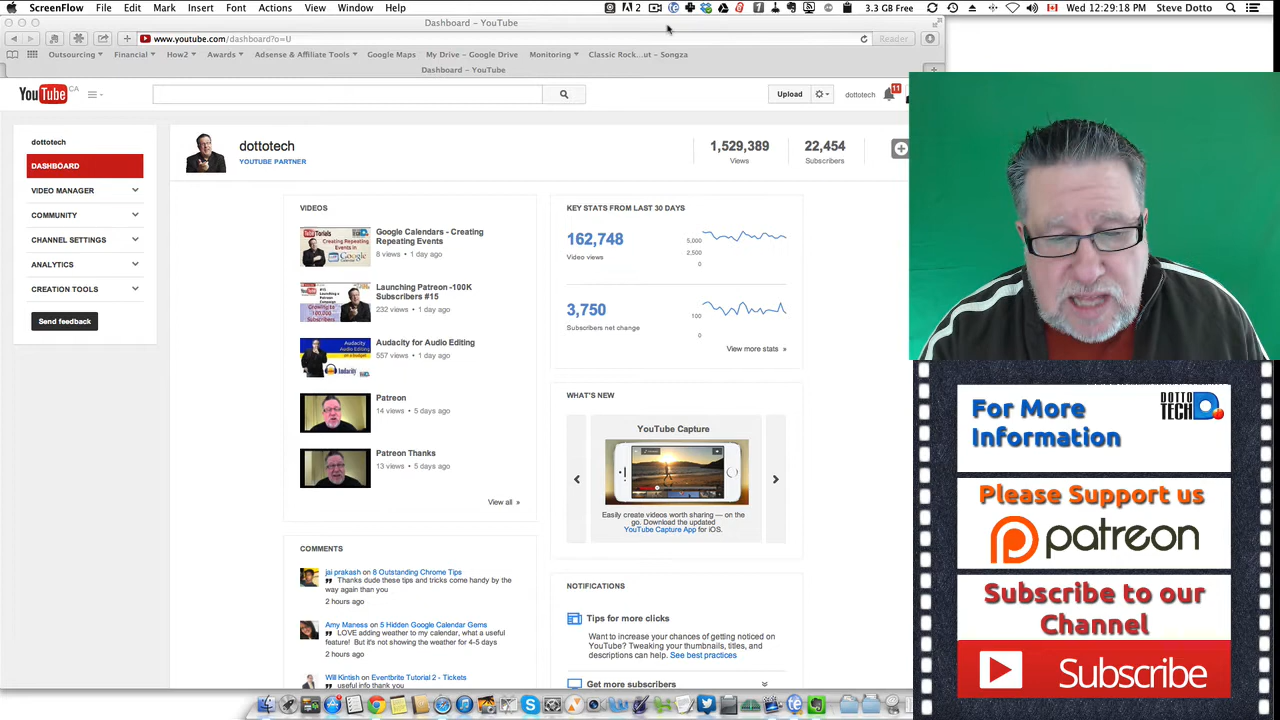 ScreenFlow File Edit Mark Insert Font Actions View Window Help 2 3.3 GB Free Wed 12:29:18 PM Steve Dotto
Dashboard – YouTube
www.youtube.com/dashboard?o=U Reader
Outsourcing Financial How2 Awards Adsense & Affiliate Tools Google Maps My Drive – Google Drive Monitoring Classic Rock...ut – Songza
Dashboard – YouTube
YouTube CA Upload dottotech 11
dottotech
DASHBOARD
VIDEO MANAGER
COMMUNITY
CHANNEL SETTINGS
ANALYTICS
CREATION TOOLS
Send feedback
dottotech
YOUTUBE PARTNER
1,529,389
Views
22,454
Subscribers
VIDEOS
Google Calendars - Creating
Repeating Events
8 views • 1 day ago
Launching Patreon -100K
Subscribers #15
232 views • 1 day ago
Audacity for Audio Editing
557 views • 1 day ago
Patreon
14 views • 5 days ago
Patreon Thanks
13 views • 5 days ago
View all »
COMMENTS
jai prakash on 8 Outstanding Chrome Tips
Thanks dude these tips and tricks come handy by the
way again than you
2 hours ago
Amy Maness on 5 Hidden Google Calendar Gems
LOVE adding weather to my calendar, what a useful
feature! But it's not showing the weather for 4-5 days
2 hours ago
Will Kintish on Eventbrite Tutorial 2 - Tickets
useful info thanks
KEY STATS FROM LAST 30 DAYS
162,748
Video views
5,000
2,500
0
3,750
Subscribers net change
100
0
View more stats »
WHAT'S NEW
YouTube Capture
Easily create videos worth sharing — on the
go. Download the updated
YouTube Capture App for iOS.
NOTIFICATIONS
Tips for more clicks
Want to increase your chances of getting noticed on
YouTube? Tweaking your thumbnails, titles, and
descriptions can help. See best practices
Get more subscribers
For More
Information
DOTTO
TECH
Please Support us
patreon
Subscribe to our
Channel
Subscribe